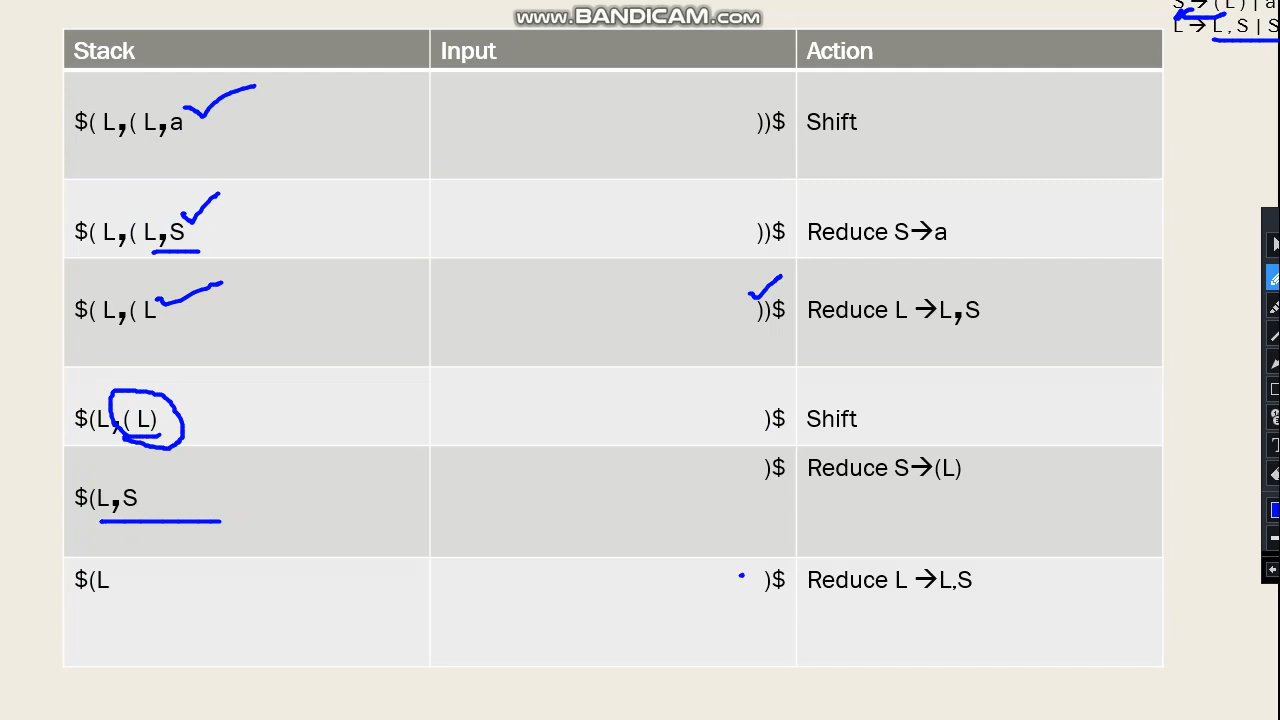 www.BANDICAM.com
S → (L) | a
L → L, S | S
Stack Input Action
$( L,( L,a ))$ Shift
$( L,( L,S ))$ Reduce S→a
$( L,( L ))$ Reduce L →L,S
$(L,( L) )$ Shift
)$ Reduce S→(L)
$(L,S
$(L )$ Reduce L →L,S